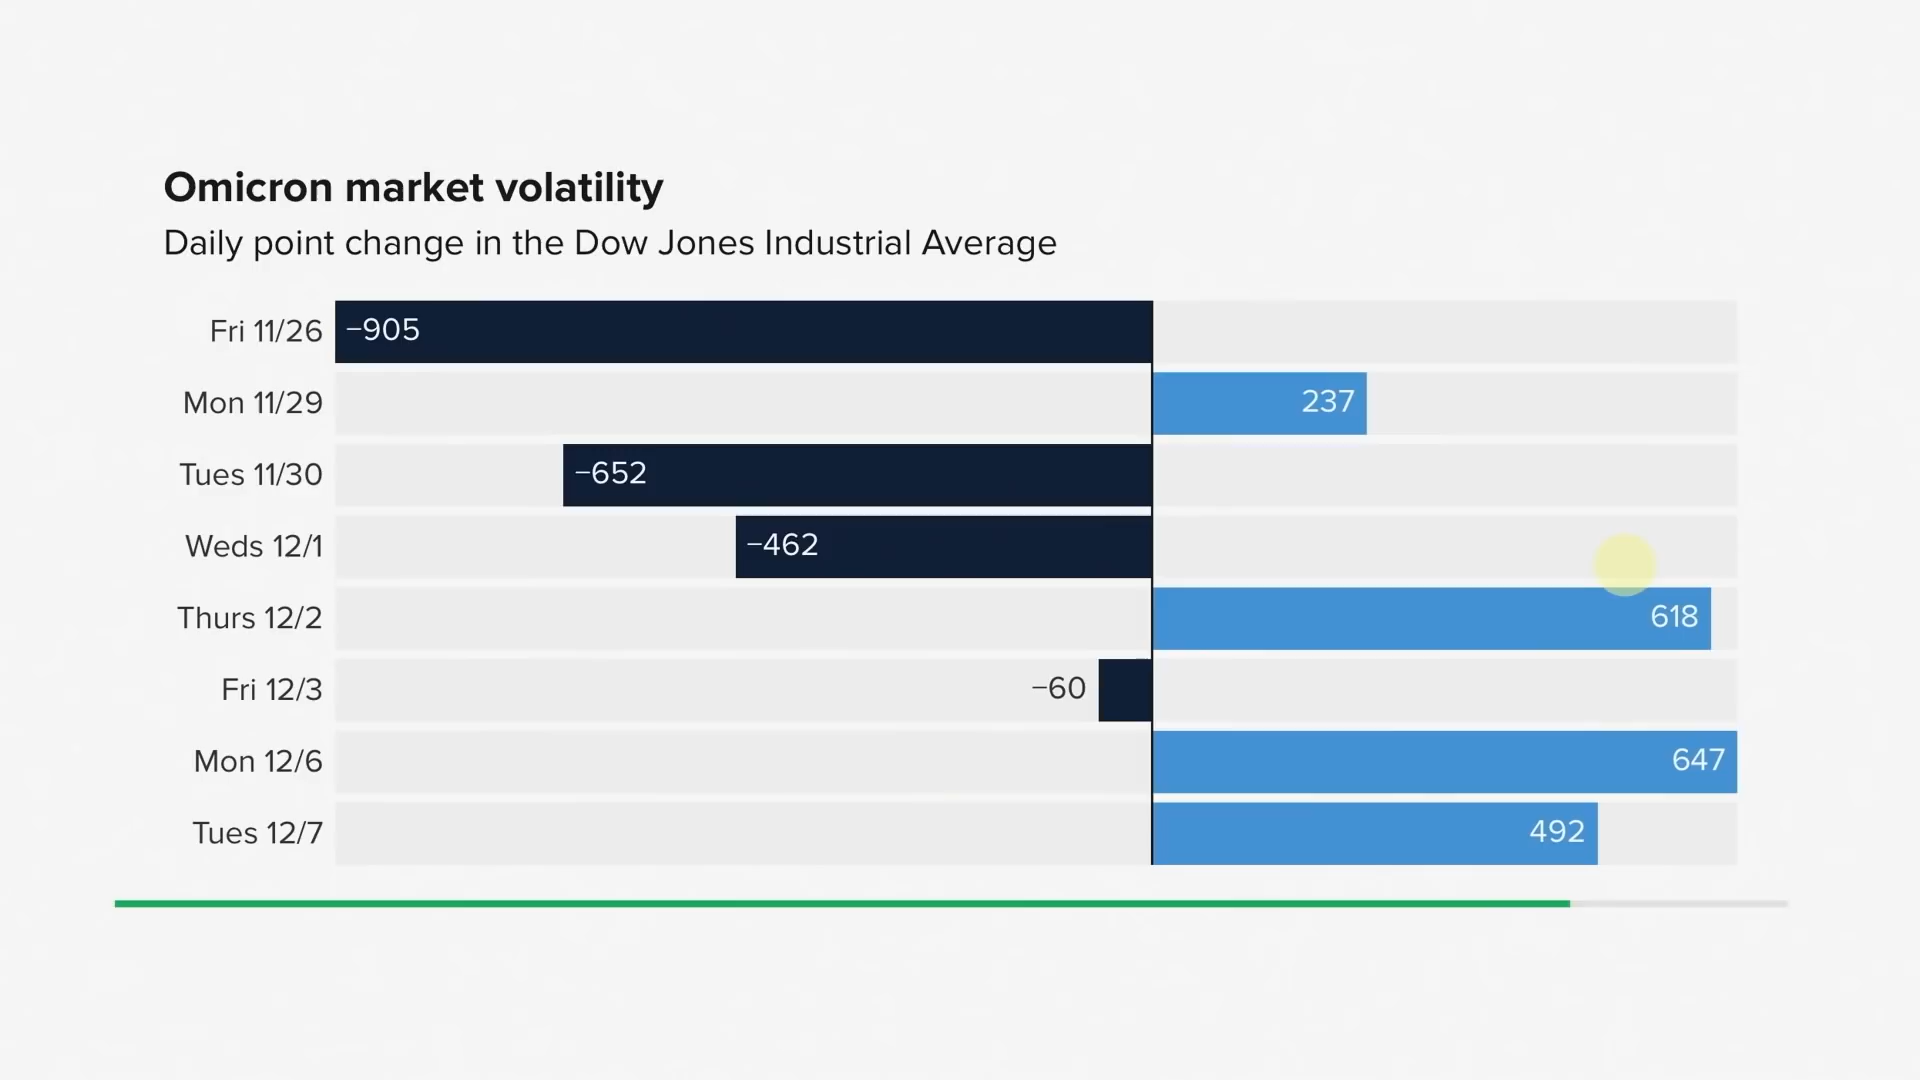 Omicron market volatility
Daily point change in the Dow Jones Industrial Average
Fri 11/26 −905
Mon 11/29 237
Tues 11/30 −652
Weds 12/1 −462
Thurs 12/2 618
Fri 12/3 −60
Mon 12/6 647
Tues 12/7 492